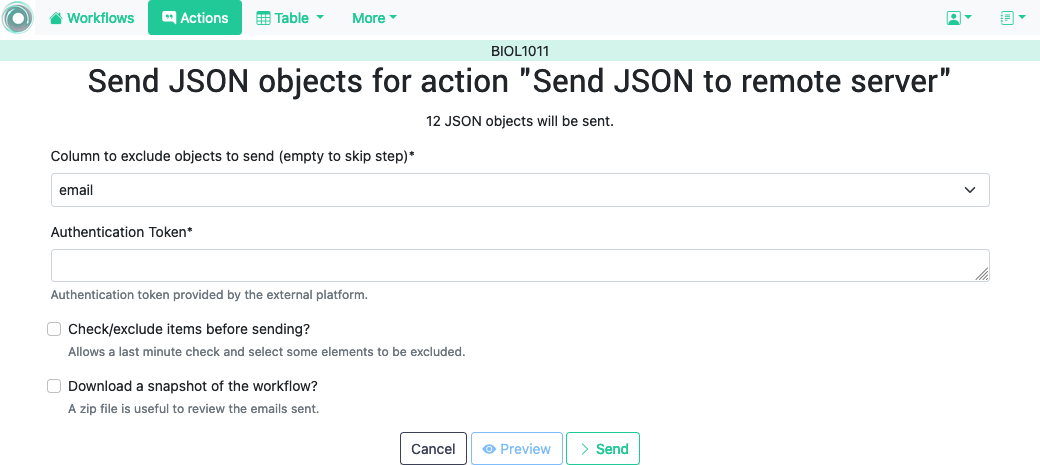 Workflows Actions Table More
BIOL1011
Send JSON objects for action "Send JSON to remote server"
12 JSON objects will be sent.
Column to exclude objects to send (empty to skip step)*
email
Authentication Token*
Authentication token provided by the external platform.
Check/exclude items before sending?
Allows a last minute check and select some elements to be excluded.
Download a snapshot of the workflow?
A zip file is useful to review the emails sent.
Cancel Preview Send